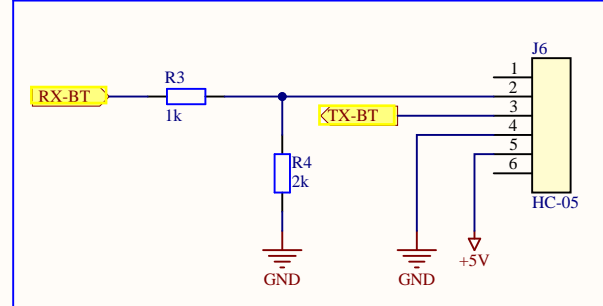 J6
RX-BT
R3
1k
TX-BT
R4
2k
1
2
3
4
5
6
HC-05
GND
GND
+5V